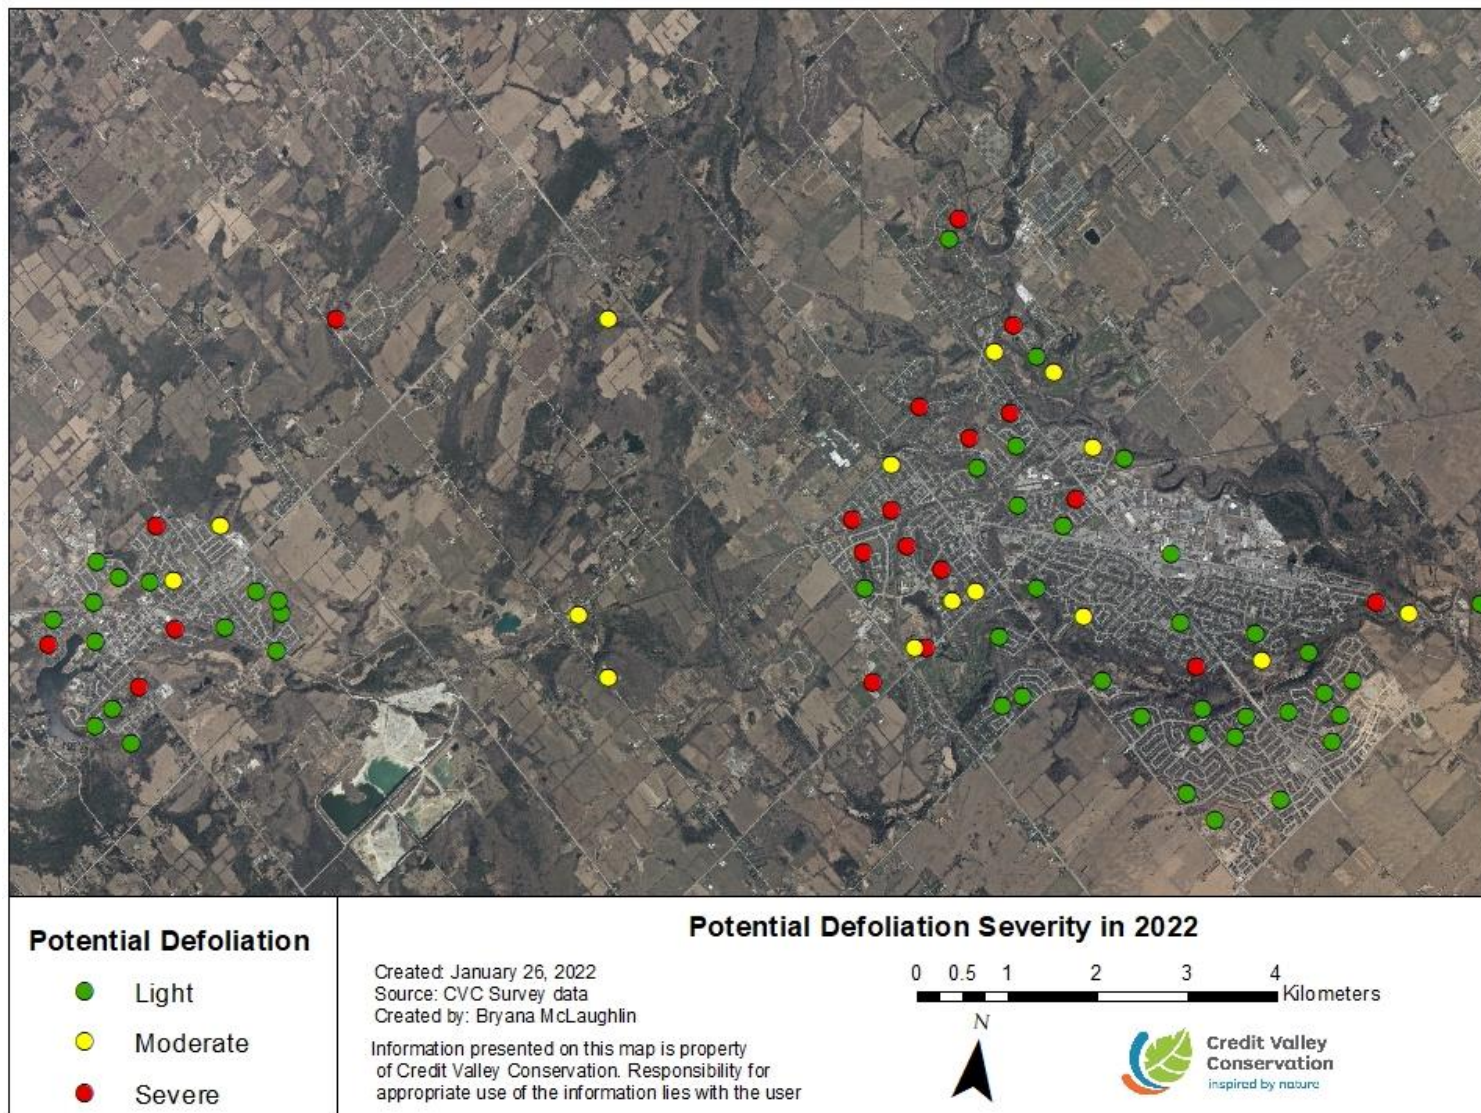 Potential Defoliation
Light
Moderate
Severe
Potential Defoliation Severity in 2022
Created: January 26, 2022
Source: CVC Survey data
Created by: Bryana McLaughlin
Information presented on this map is property
of Credit Valley Conservation. Responsibility for
appropriate use of the information lies with the user
0 0.5 1 2 3 4
Kilometers
N
Credit Valley
Conservation
inspired by nature